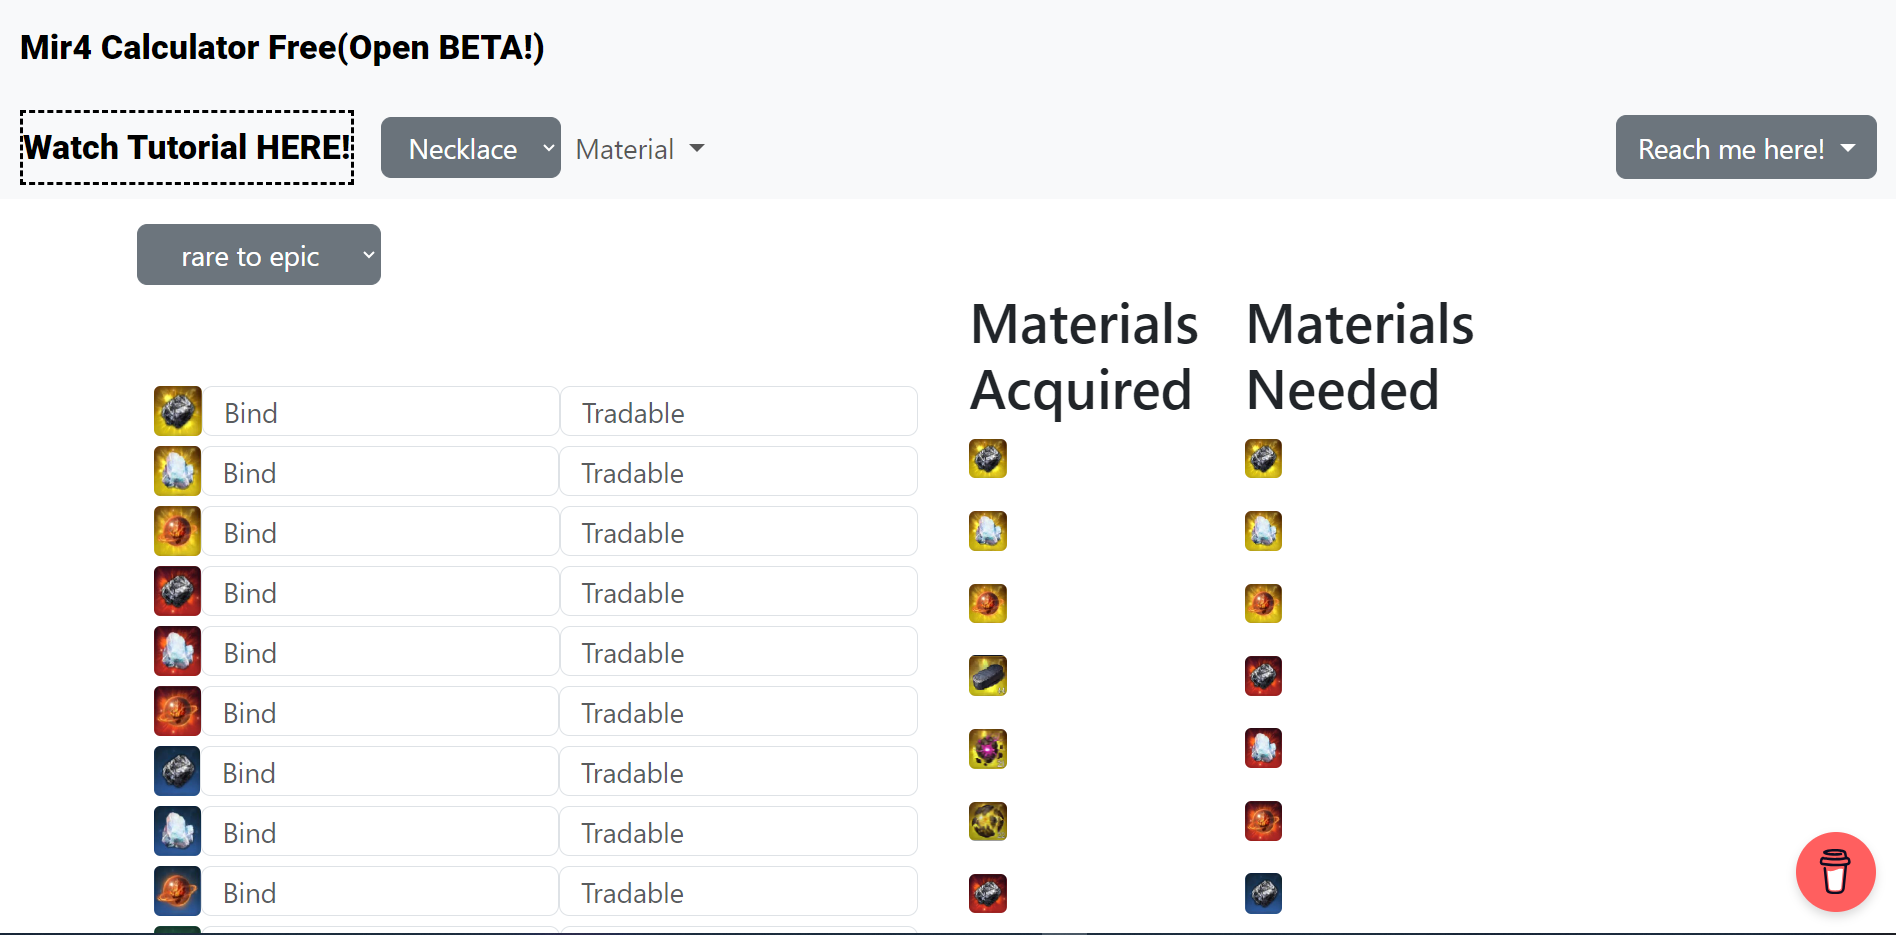 Mir4 Calculator Free(Open BETA!)
Watch Tutorial HERE!
Necklace
Material
Reach me here!
rare to epic
Materials
Acquired
Materials
Needed
Bind
Tradable
Bind
Tradable
Bind
Tradable
Bind
Tradable
Bind
Tradable
Bind
Tradable
Bind
Tradable
Bind
Tradable
Bind
Tradable